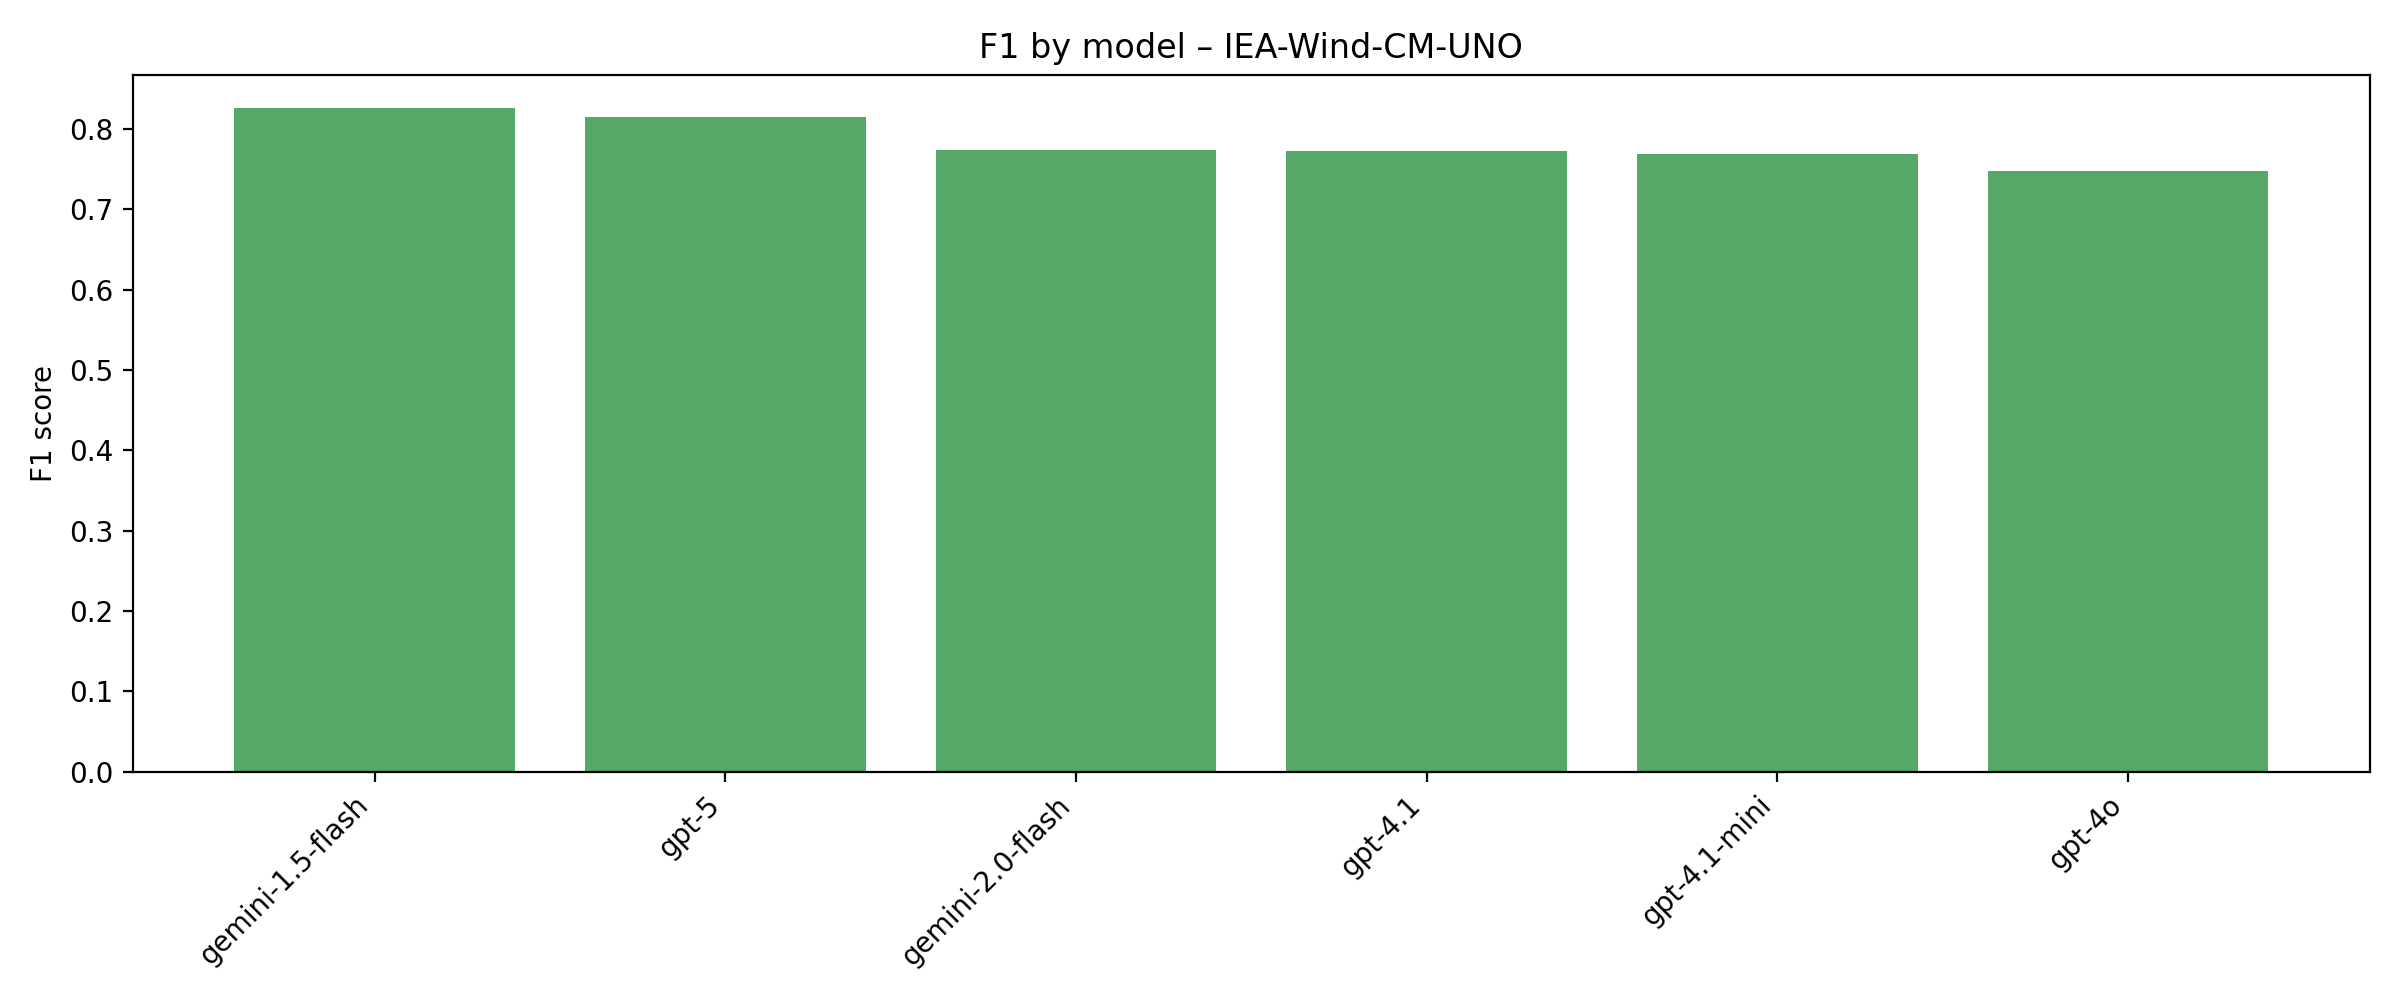 F1 by model – IEA-Wind-CM-UNO
F1 score
0.8
0.7
0.6
0.5
0.4
0.3
0.2
0.1
0.0
gemini-1.5-flash
gpt-5
gemini-2.0-flash
gpt-4.1
gpt-4.1-mini
gpt-4o